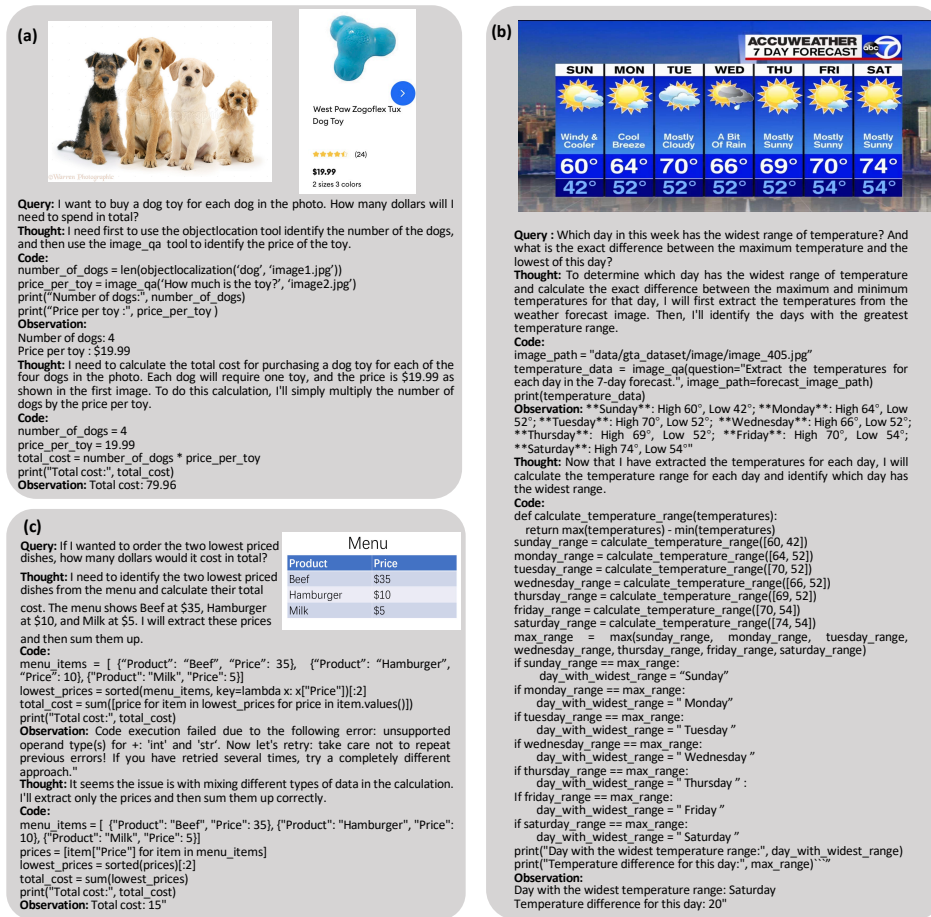 (a)
©Warren Photographic
West Paw Zogoflex Tux
Dog Toy
(24)
$19.99
2 sizes 3 colors
Query: I want to buy a dog toy for each dog in the photo. How many dollars will I
need to spend in total?
Thought: I need first to use the objectlocation tool identify the number of the dogs,
and then use the image_qa tool to identify the price of the toy.
Code:
number_of_dogs = len(objectlocalization(‘dog’, ‘image1.jpg’))
price_per_toy = image_qa(‘How much is the toy?’, ‘image2.jpg’)
print(“Number of dogs:”, number_of_dogs)
print(“Price per toy :”, price_per_toy )
Observation:
Number of dogs: 4
Price per toy : $19.99
Thought: I need to calculate the total cost for purchasing a dog toy for each of the
four dogs in the photo. Each dog will require one toy, and the price is $19.99 as
shown in the first image. To do this calculation, I'll simply multiply the number of
dogs by the price per toy.
Code:
number_of_dogs = 4
price_per_toy = 19.99
total_cost = number_of_dogs * price_per_toy
print("Total cost:", total_cost)
Observation: Total cost: 79.96
(c)
Query: If I wanted to order the two lowest priced
dishes, how many dollars would it cost in total?
Thought: I need to identify the two lowest priced
dishes from the menu and calculate their total
cost. The menu shows Beef at $35, Hamburger
at $10, and Milk at $5. I will extract these prices
and then sum them up.
Menu
Product Price
Beef $35
Hamburger $10
Milk $5
Code:
menu_items = [ {“Product”: “Beef”, “Price”: 35}, {“Product”: “Hamburger”,
“Price”: 10}, {"Product": "Milk", "Price": 5}]
lowest_prices = sorted(menu_items, key=lambda x: x["Price"])[:2]
total_cost = sum([price for item in lowest_prices for price in item.values()])
print("Total cost:", total_cost)
Observation: Code execution failed due to the following error: unsupported
operand type(s) for +: 'int' and 'str’. Now let's retry: take care not to repeat
previous errors! If you have retried several times, try a completely different
approach."
Thought: It seems the issue is with mixing different types of data in the calculation.
I'll extract only the prices and then sum them up correctly.
Code:
menu_items = [ {"Product": "Beef", "Price": 35}, {"Product": "Hamburger", "Price":
10}, {"Product": "Milk", "Price": 5}]
prices = [item["Price"] for item in menu_items]
lowest_prices = sorted(prices)[:2]
total_cost = sum(lowest_prices)
print("Total cost:", total_cost)
Observation: Total cost: 15"
(b)
ACCUWEATHER
7 DAY FORECAST abc 7
SUN MON TUE WED THU FRI SAT
Windy & Cooler Cool Breeze Mostly Cloudy A Bit Of Rain Mostly Sunny Mostly Sunny Mostly Sunny
60° 64° 70° 66° 69° 70° 74°
42° 52° 52° 52° 52° 54° 54°
Query : Which day in this week has the widest range of temperature? And
what is the exact difference between the maximum temperature and the
lowest of this day?
Thought: To determine which day has the widest range of temperature
and calculate the exact difference between the maximum and minimum
temperatures for that day, I will first extract the temperatures from the
weather forecast image. Then, I'll identify the days with the greatest
temperature range.
Code:
image_path = "data/gta_dataset/image/image_405.jpg”
temperature_data = image_qa(question="Extract the temperatures for
each day in the 7-day forecast.", image_path=forecast_image_path)
print(temperature_data)
Observation: **Sunday**: High 60°, Low 42°; **Monday**: High 64°, Low
52°; **Tuesday**: High 70°, Low 52°; **Wednesday**: High 66°, Low 52°;
**Thursday**: High 69°, Low 52°; **Friday**: High 70°, Low 54°;
**Saturday**: High 74°, Low 54°"
Thought: Now that I have extracted the temperatures for each day, I will
calculate the temperature range for each day and identify which day has
the widest range.
Code:
def calculate_temperature_range(temperatures):
return max(temperatures) - min(temperatures)
sunday_range = calculate_temperature_range([60, 42])
monday_range = calculate_temperature_range([64, 52])
tuesday_range = calculate_temperature_range([70, 52])
wednesday_range = calculate_temperature_range([66, 52])
thursday_range = calculate_temperature_range([69, 52])
friday_range = calculate_temperature_range([70, 54])
saturday_range = calculate_temperature_range([74, 54])
max_range = max(sunday_range, monday_range, tuesday_range,
wednesday_range, thursday_range, friday_range, saturday_range)
if sunday_range == max_range:
day_with_widest_range = “Sunday”
if monday_range == max_range:
day_with_widest_range = " Monday”
if tuesday_range == max_range:
day_with_widest_range = " Tuesday ”
if wednesday_range == max_range:
day_with_widest_range = " Wednesday ”
if thursday_range == max_range:
day_with_widest_range = " Thursday ” :
If friday_range == max_range:
day_with_widest_range = " Friday ”
if saturday_range == max_range:
day_with_widest_range = " Saturday ”
print("Day with the widest temperature range:", day_with_widest_range)
print("Temperature difference for this day:", max_range)```”
Observation:
Day with the widest temperature range: Saturday
Temperature difference for this day: 20"